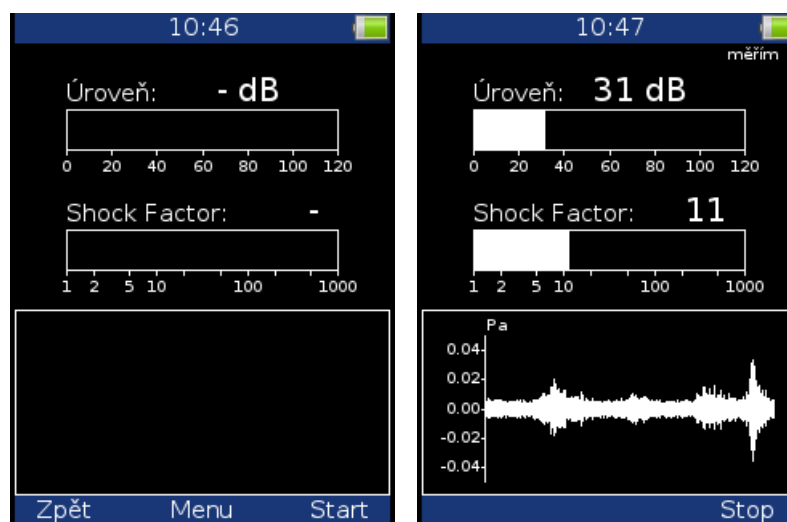 10:46
Úroveň: - dB
0 20 40 60 80 100 120
Shock Factor: -
1 2 5 10 100 1000
Zpět Menu Start
10:47
měřím
Úroveň: 31 dB
0 20 40 60 80 100 120
Shock Factor: 11
1 2 5 10 100 1000
Pa
0.04
0.02
0.00
-0.02
-0.04
Stop